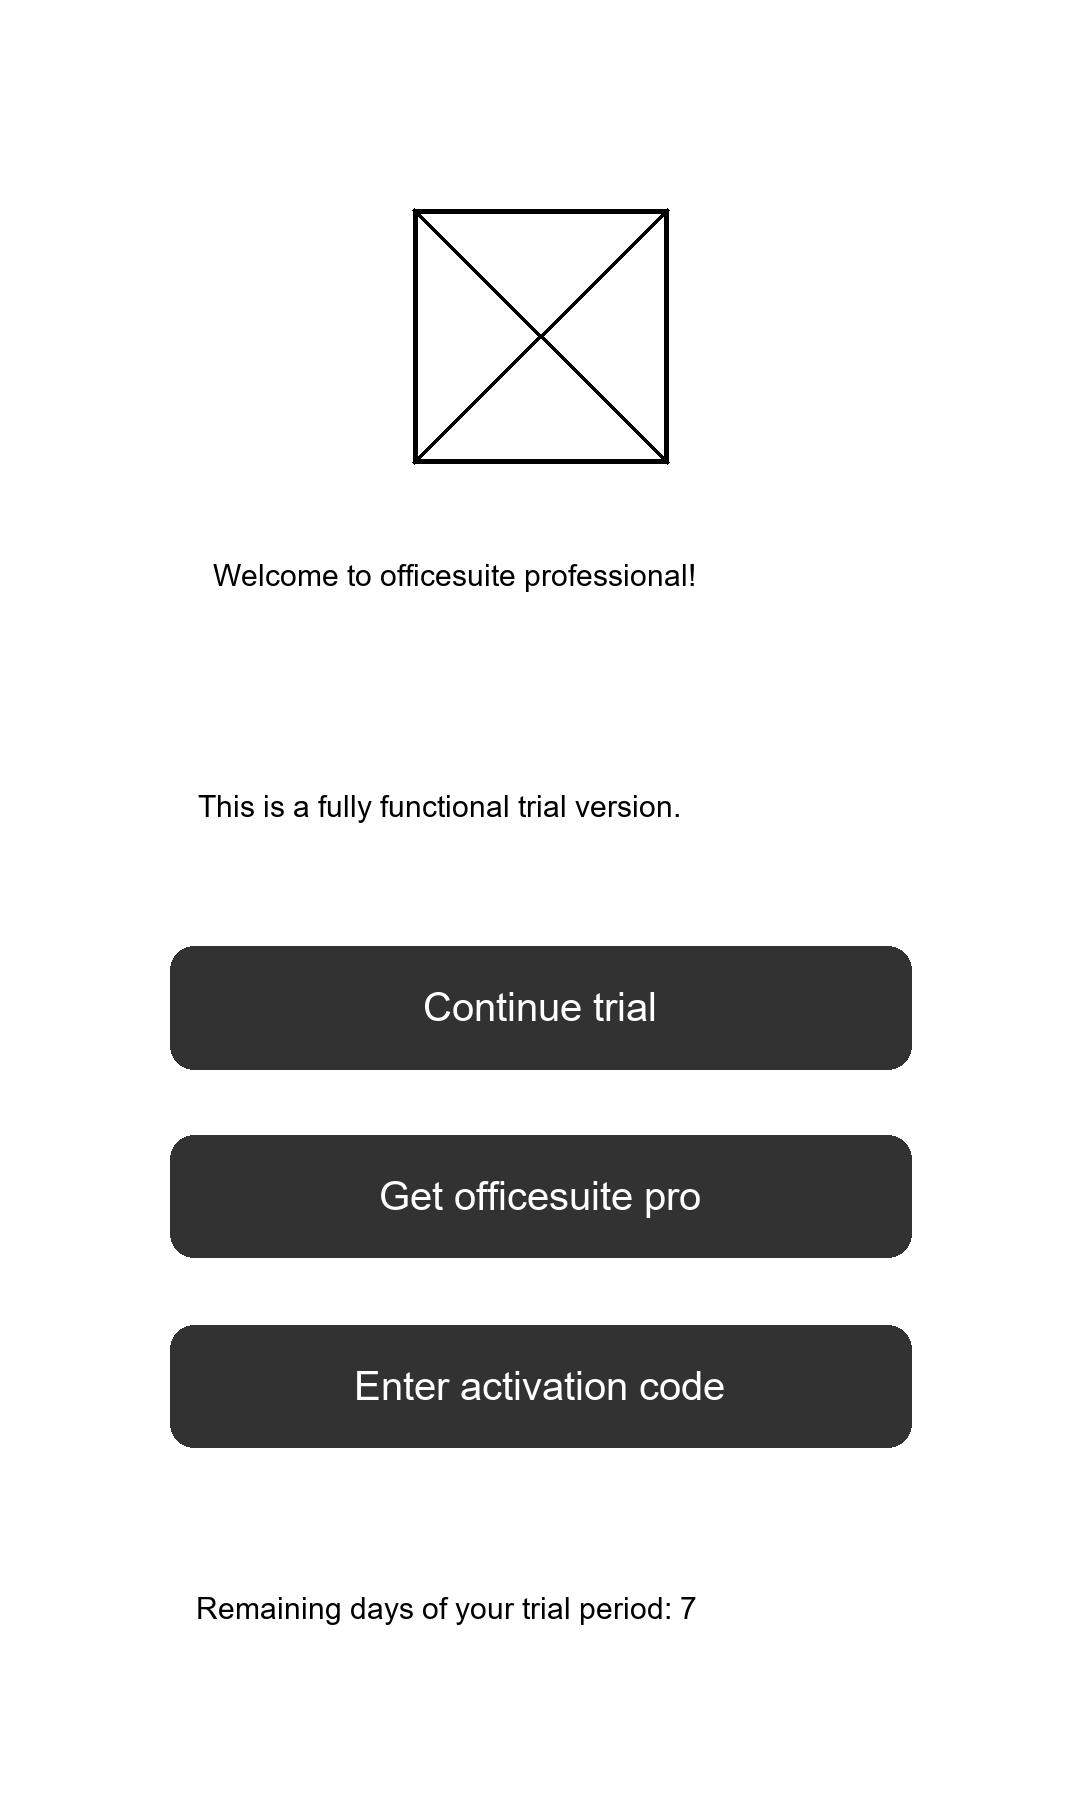 Welcome to officesuite professional!
This is a fully functional trial version.
Continue trial
Get officesuite pro
Enter activation code
Remaining days of your trial period: 7